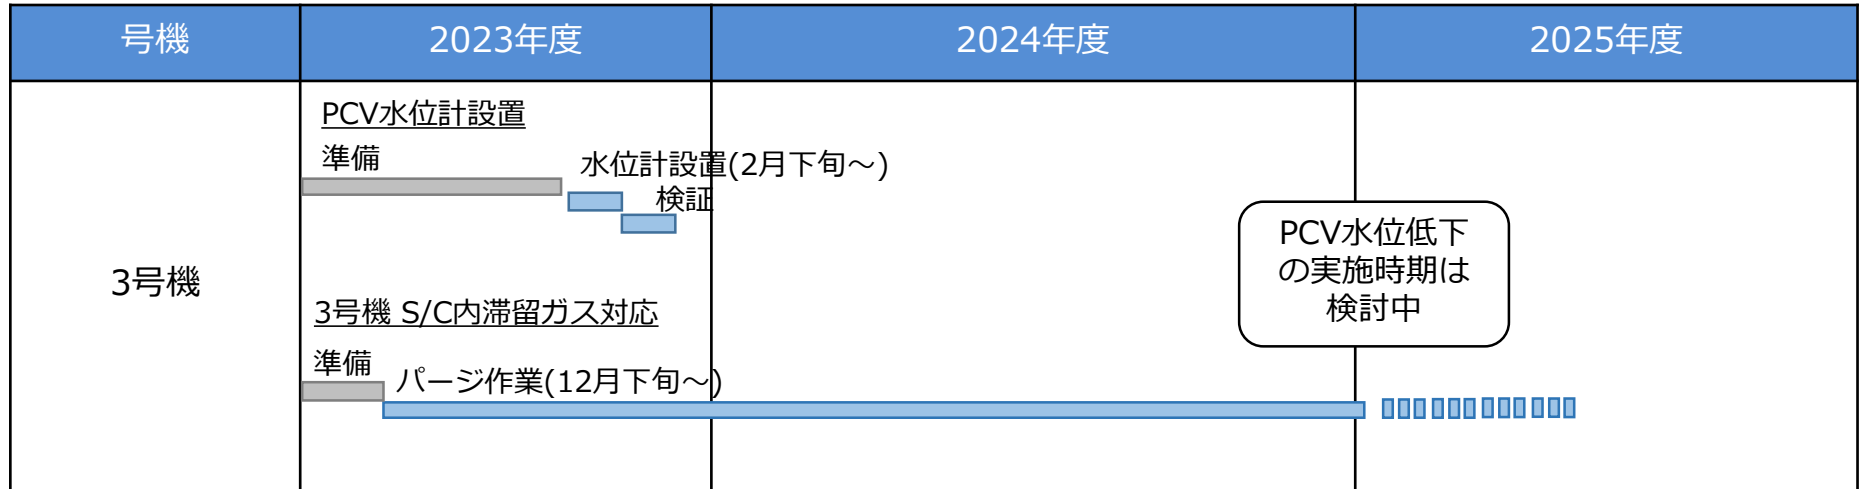 号機
2023年度
2024年度
2025年度
3号機
PCV水位計設置
準備
水位計設置(2月下旬～)
検証
PCV水位低下
の実施時期は
検討中
3号機 S/C内滞留ガス対応
準備
パージ作業(12月下旬～)